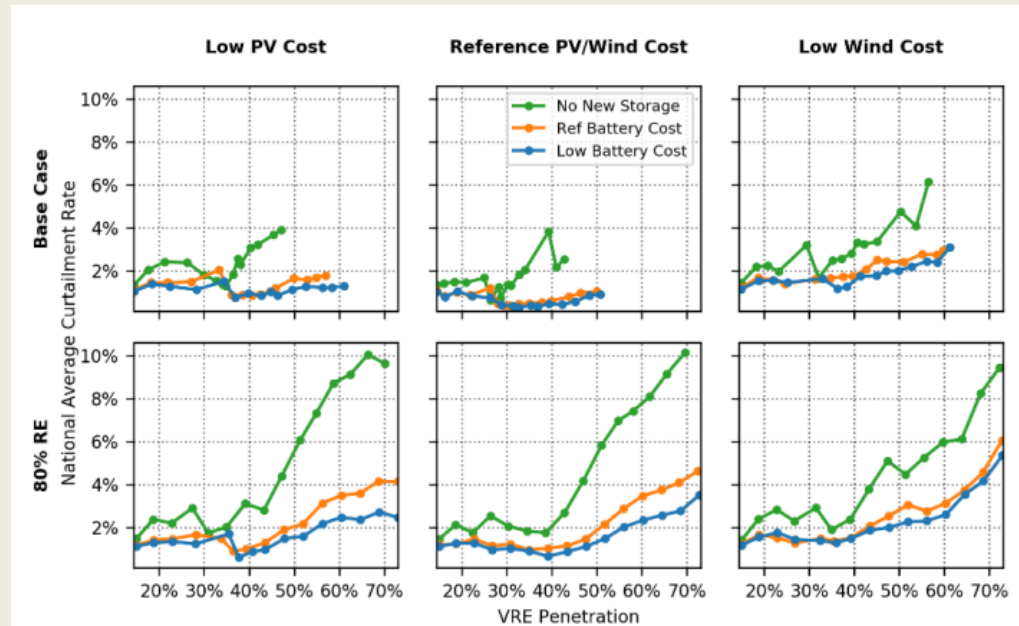 Low PV Cost
Reference PV/Wind Cost
Low Wind Cost
Base Case
80% RE
National Average Curtailment Rate
10%
8%
6%
4%
2%
No New Storage
Ref Battery Cost
Low Battery Cost
10%
8%
6%
4%
2%
20% 30% 40% 50% 60% 70%
20% 30% 40% 50% 60% 70%
20% 30% 40% 50% 60% 70%
VRE Penetration